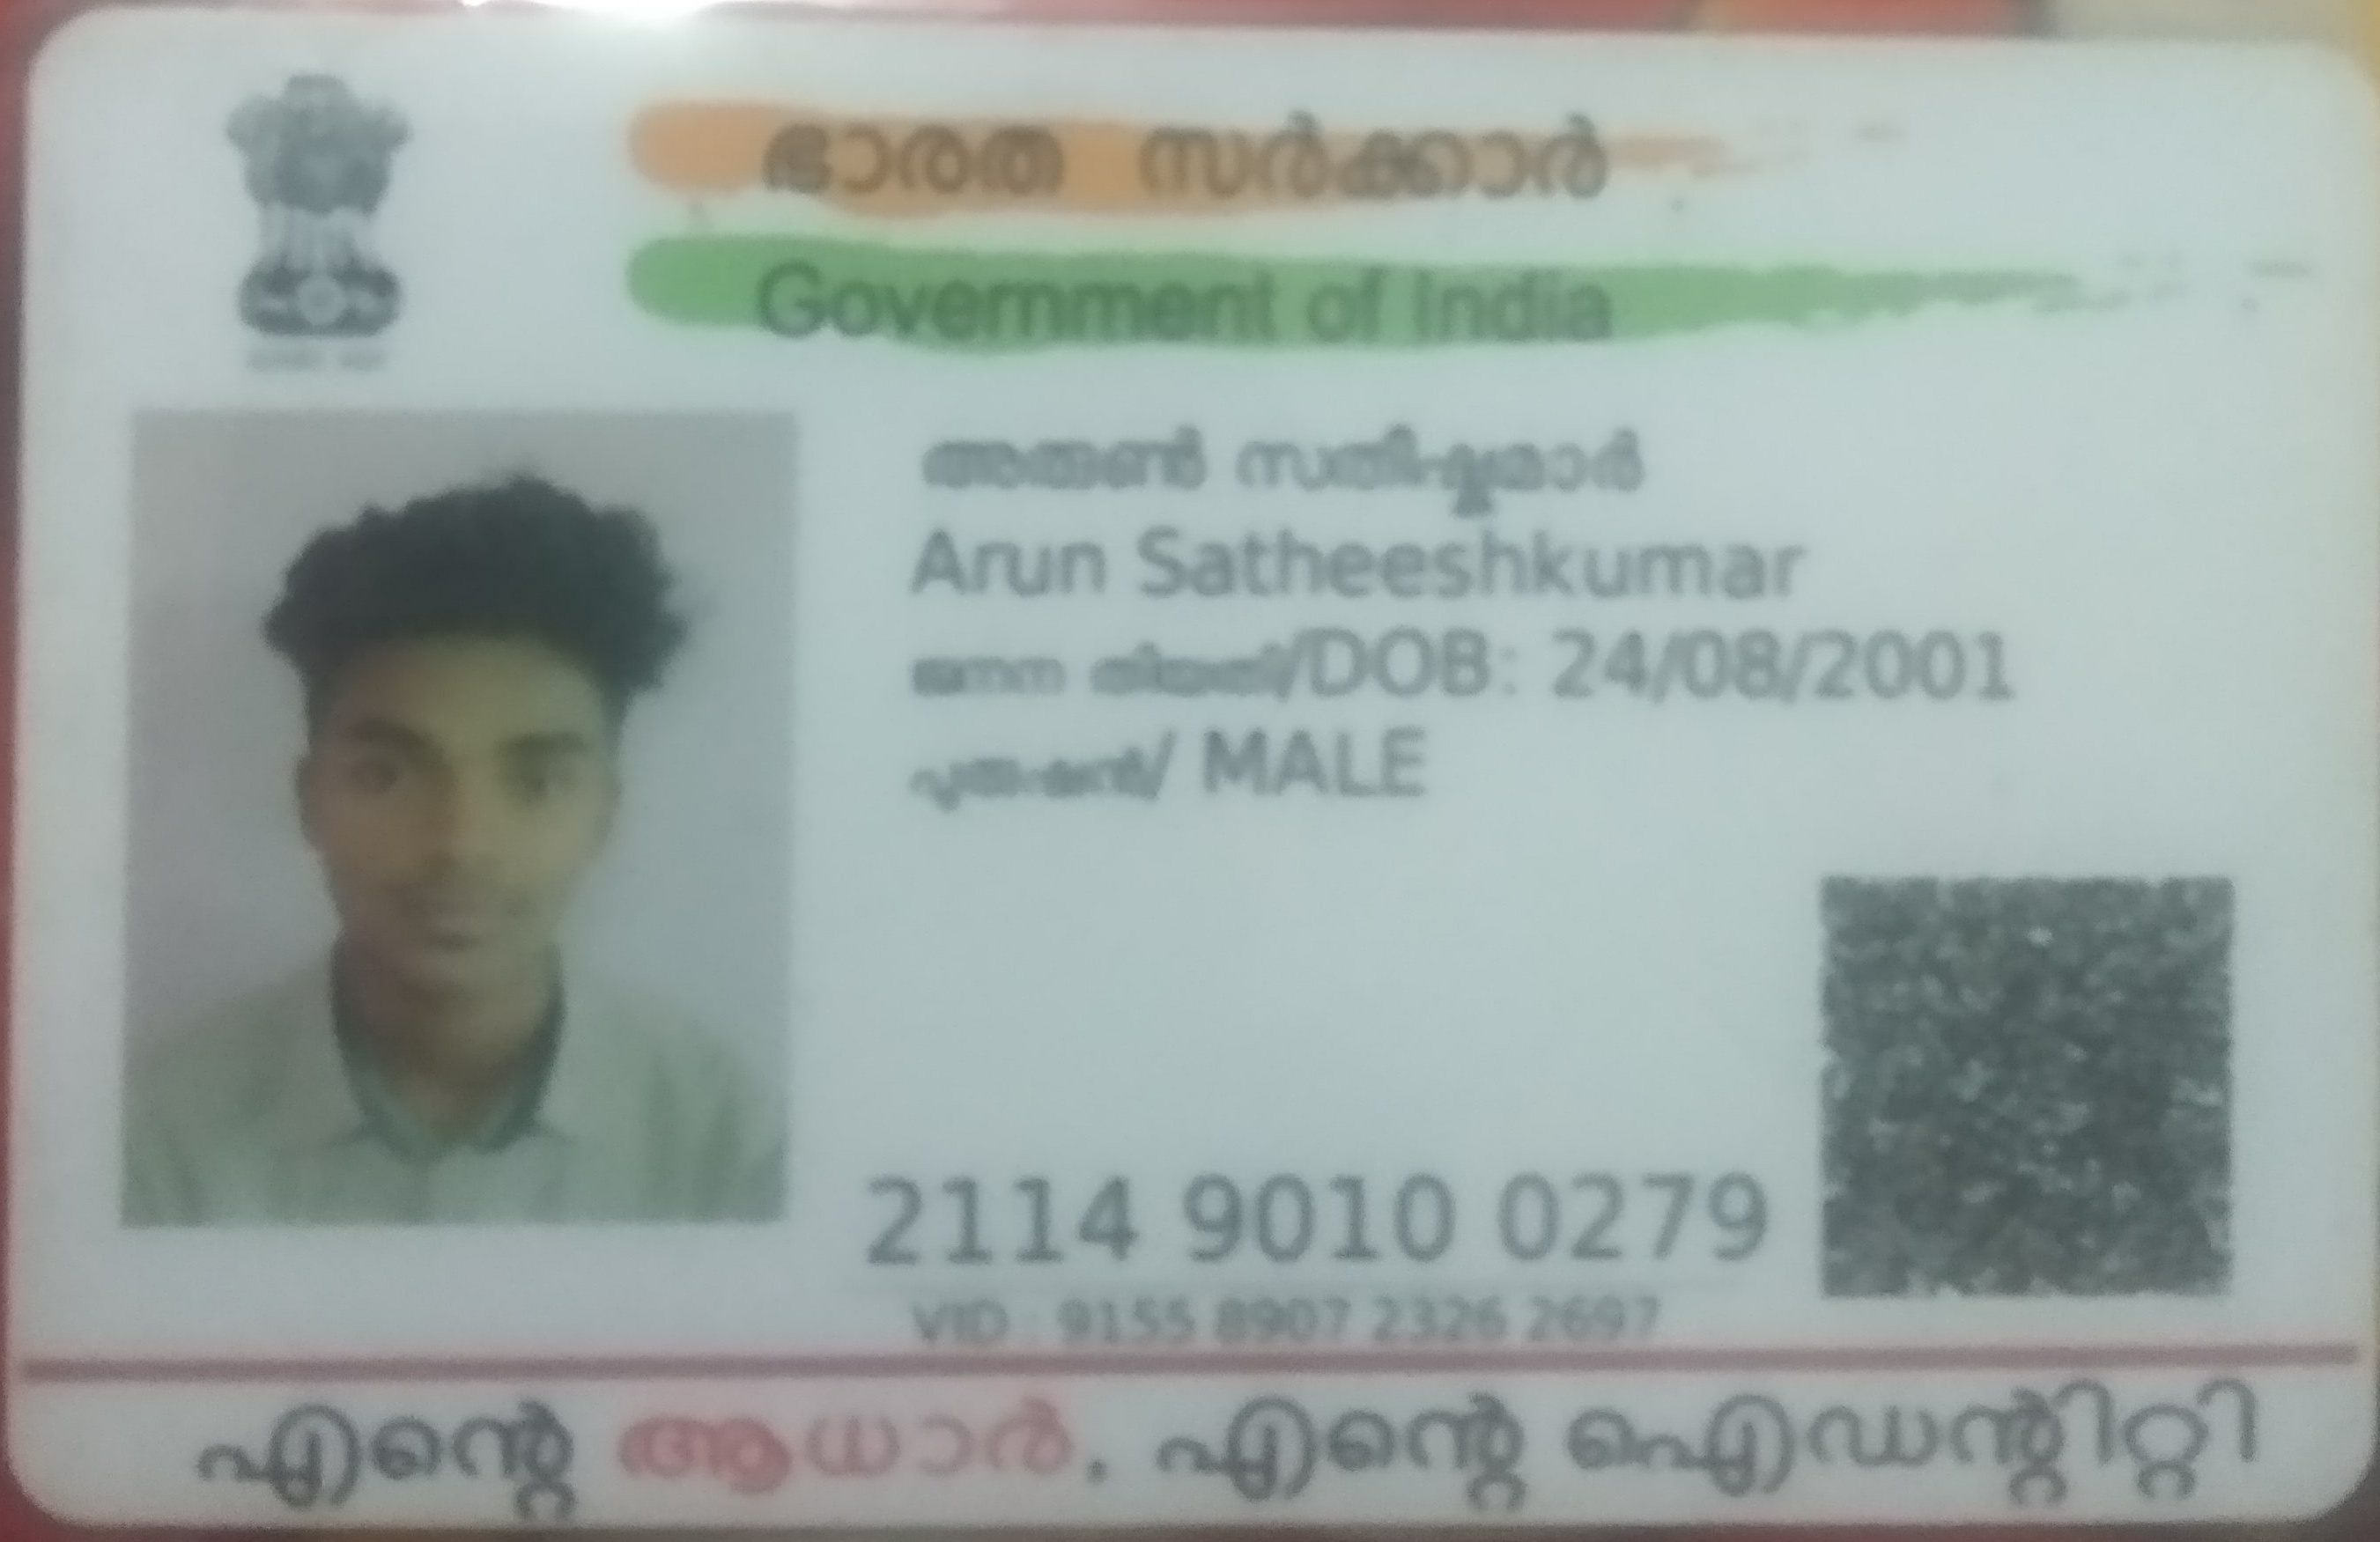 ഭാരത സർക്കാർ
Government of India
അരുൺ സതീഷ്കുമാർ
Arun Satheeshkumar
ജനന തീയതി/DOB: 24/08/2001
പുരുഷൻ/ MALE
2114 9010 0279
VID : 9155 8907 2326 2697
എന്റെ ആധാർ, എന്റെ ഐഡന്റിറ്റി